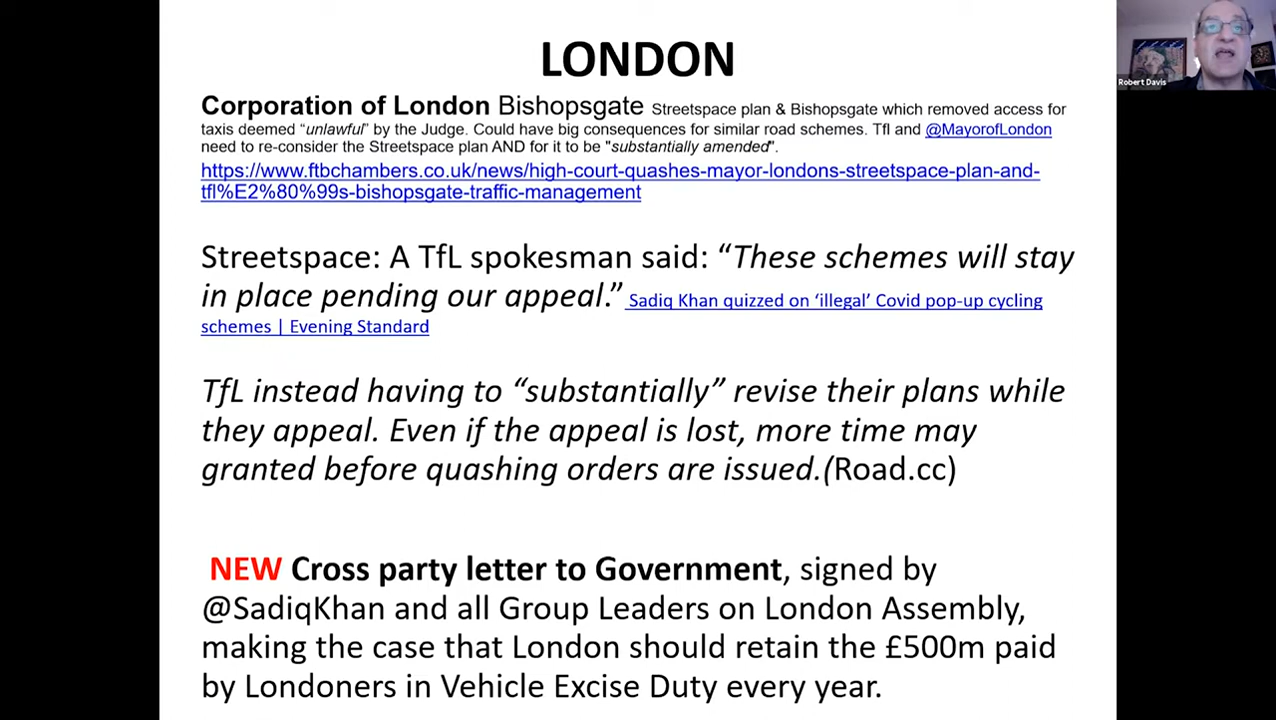 LONDON
Corporation of London Bishopsgate Streetspace plan & Bishopsgate which removed access for
taxis deemed "unlawful" by the Judge. Could have big consequences for similar road schemes. Tfl and @MayorofLondon
need to re-consider the Streetspace plan AND for it to be "substantially amended".
https://www.ftbchambers.co.uk/news/high-court-quashes-mayor-londons-streetspace-plan-and-
tfl%E2%80%99s-bishopsgate-traffic-management
Streetspace: A TfL spokesman said: “These schemes will stay
in place pending our appeal.” Sadiq Khan quizzed on ‘illegal’ Covid pop-up cycling
schemes | Evening Standard
TfL instead having to “substantially” revise their plans while
they appeal. Even if the appeal is lost, more time may
granted before quashing orders are issued.(Road.cc)
NEW Cross party letter to Government, signed by
@SadiqKhan and all Group Leaders on London Assembly,
making the case that London should retain the £500m paid
by Londoners in Vehicle Excise Duty every year.
Robert Davis